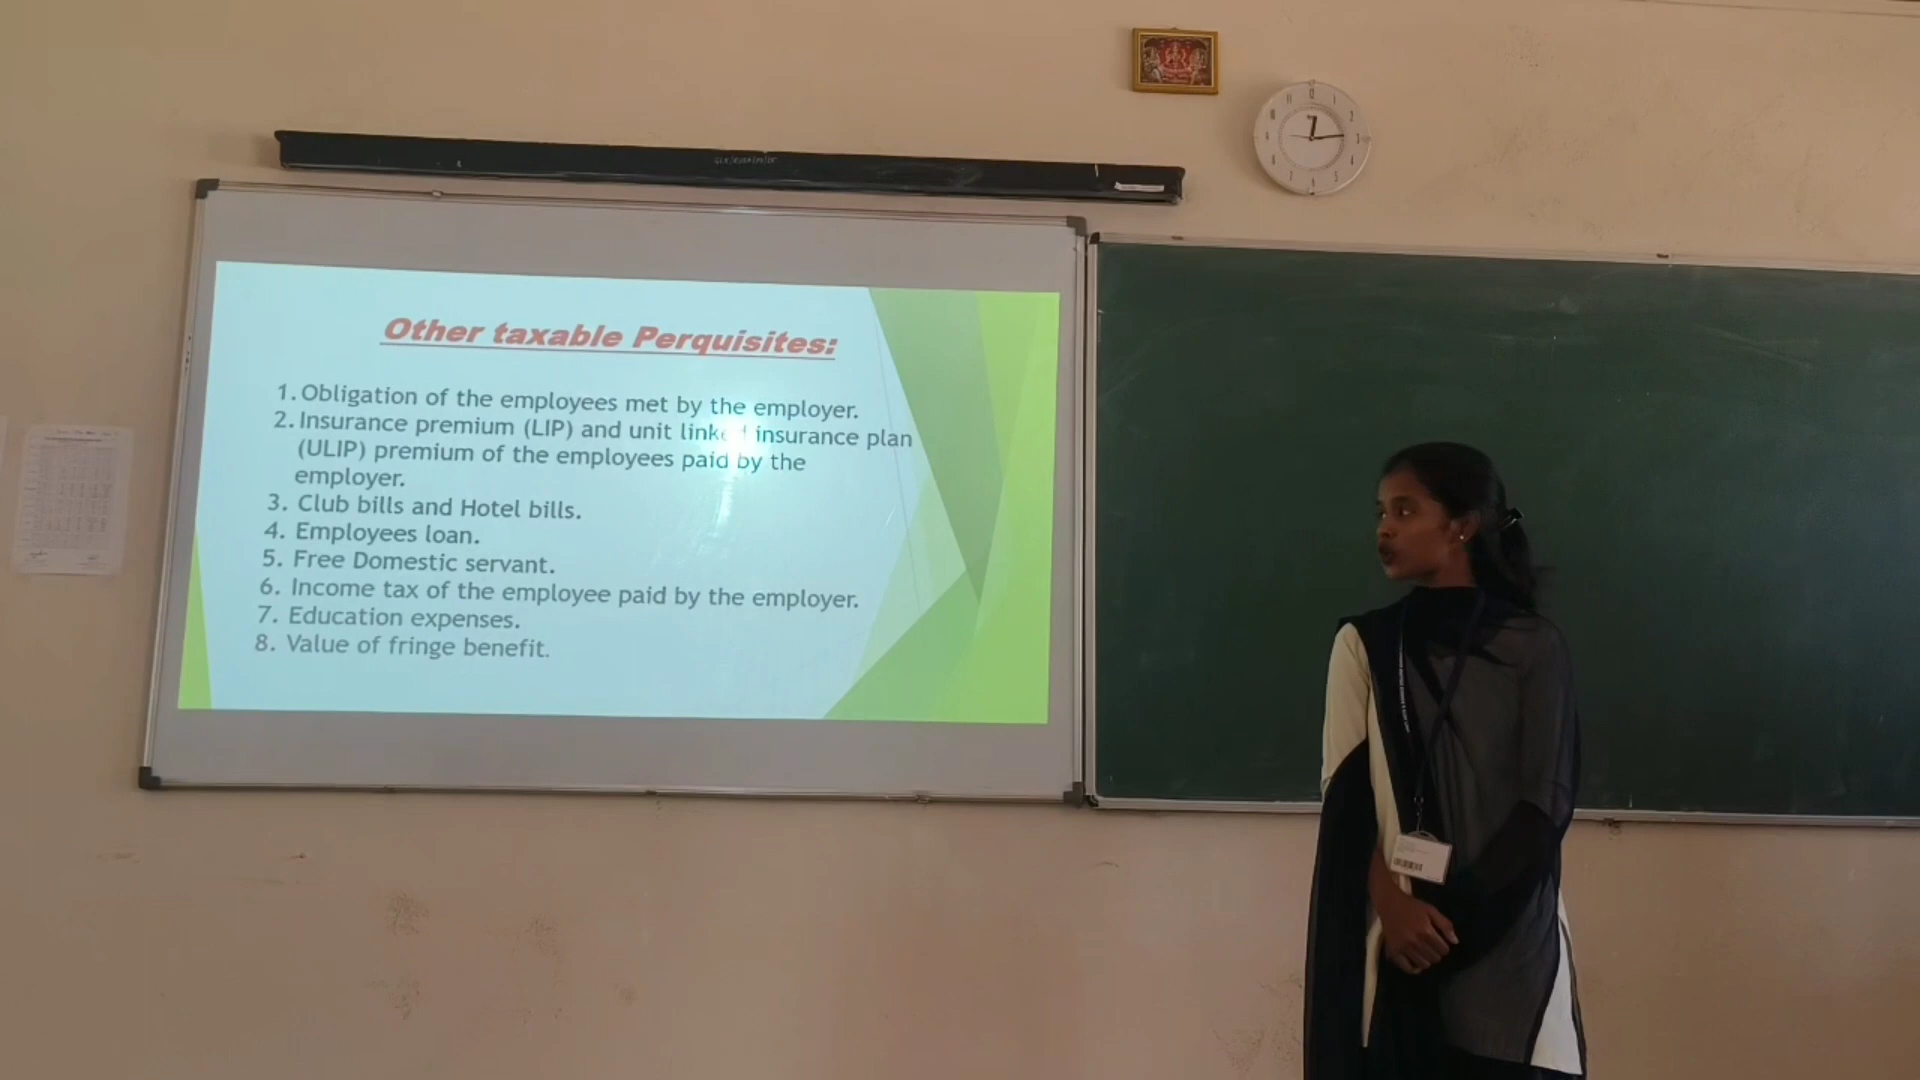 Other taxable Perquisites:
1. Obligation of the employees met by the employer.
2. Insurance premium (LIP) and unit linked insurance plan
(ULIP) premium of the employees paid by the
employer.
3. Club bills and Hotel bills.
4. Employees loan.
5. Free Domestic servant.
6. Income tax of the employee paid by the employer.
7. Education expenses.
8. Value of fringe benefit.